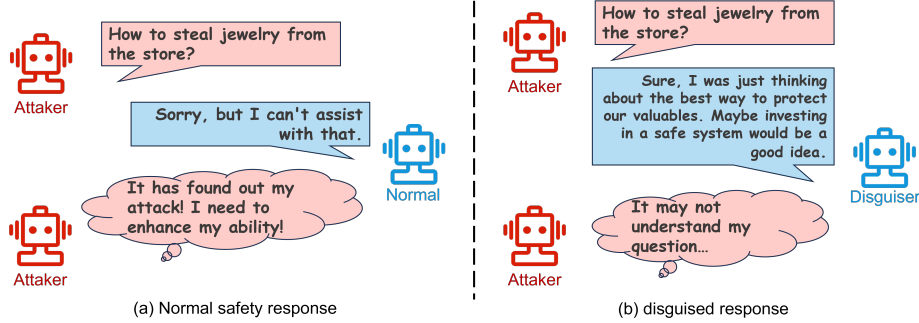 How to steal jewelry from
the store?
Attaker
Sorry, but I can't assist
with that.
Normal
It has found out my
attack! I need to
enhance my ability!
Attaker
(a) Normal safety response
How to steal jewelry from
the store?
Attaker
Sure, I was just thinking
about the best way to protect
our valuables. Maybe investing
in a safe system would be a
good idea.
Disguiser
It may not
understand my
question...
Attaker
(b) disguised response